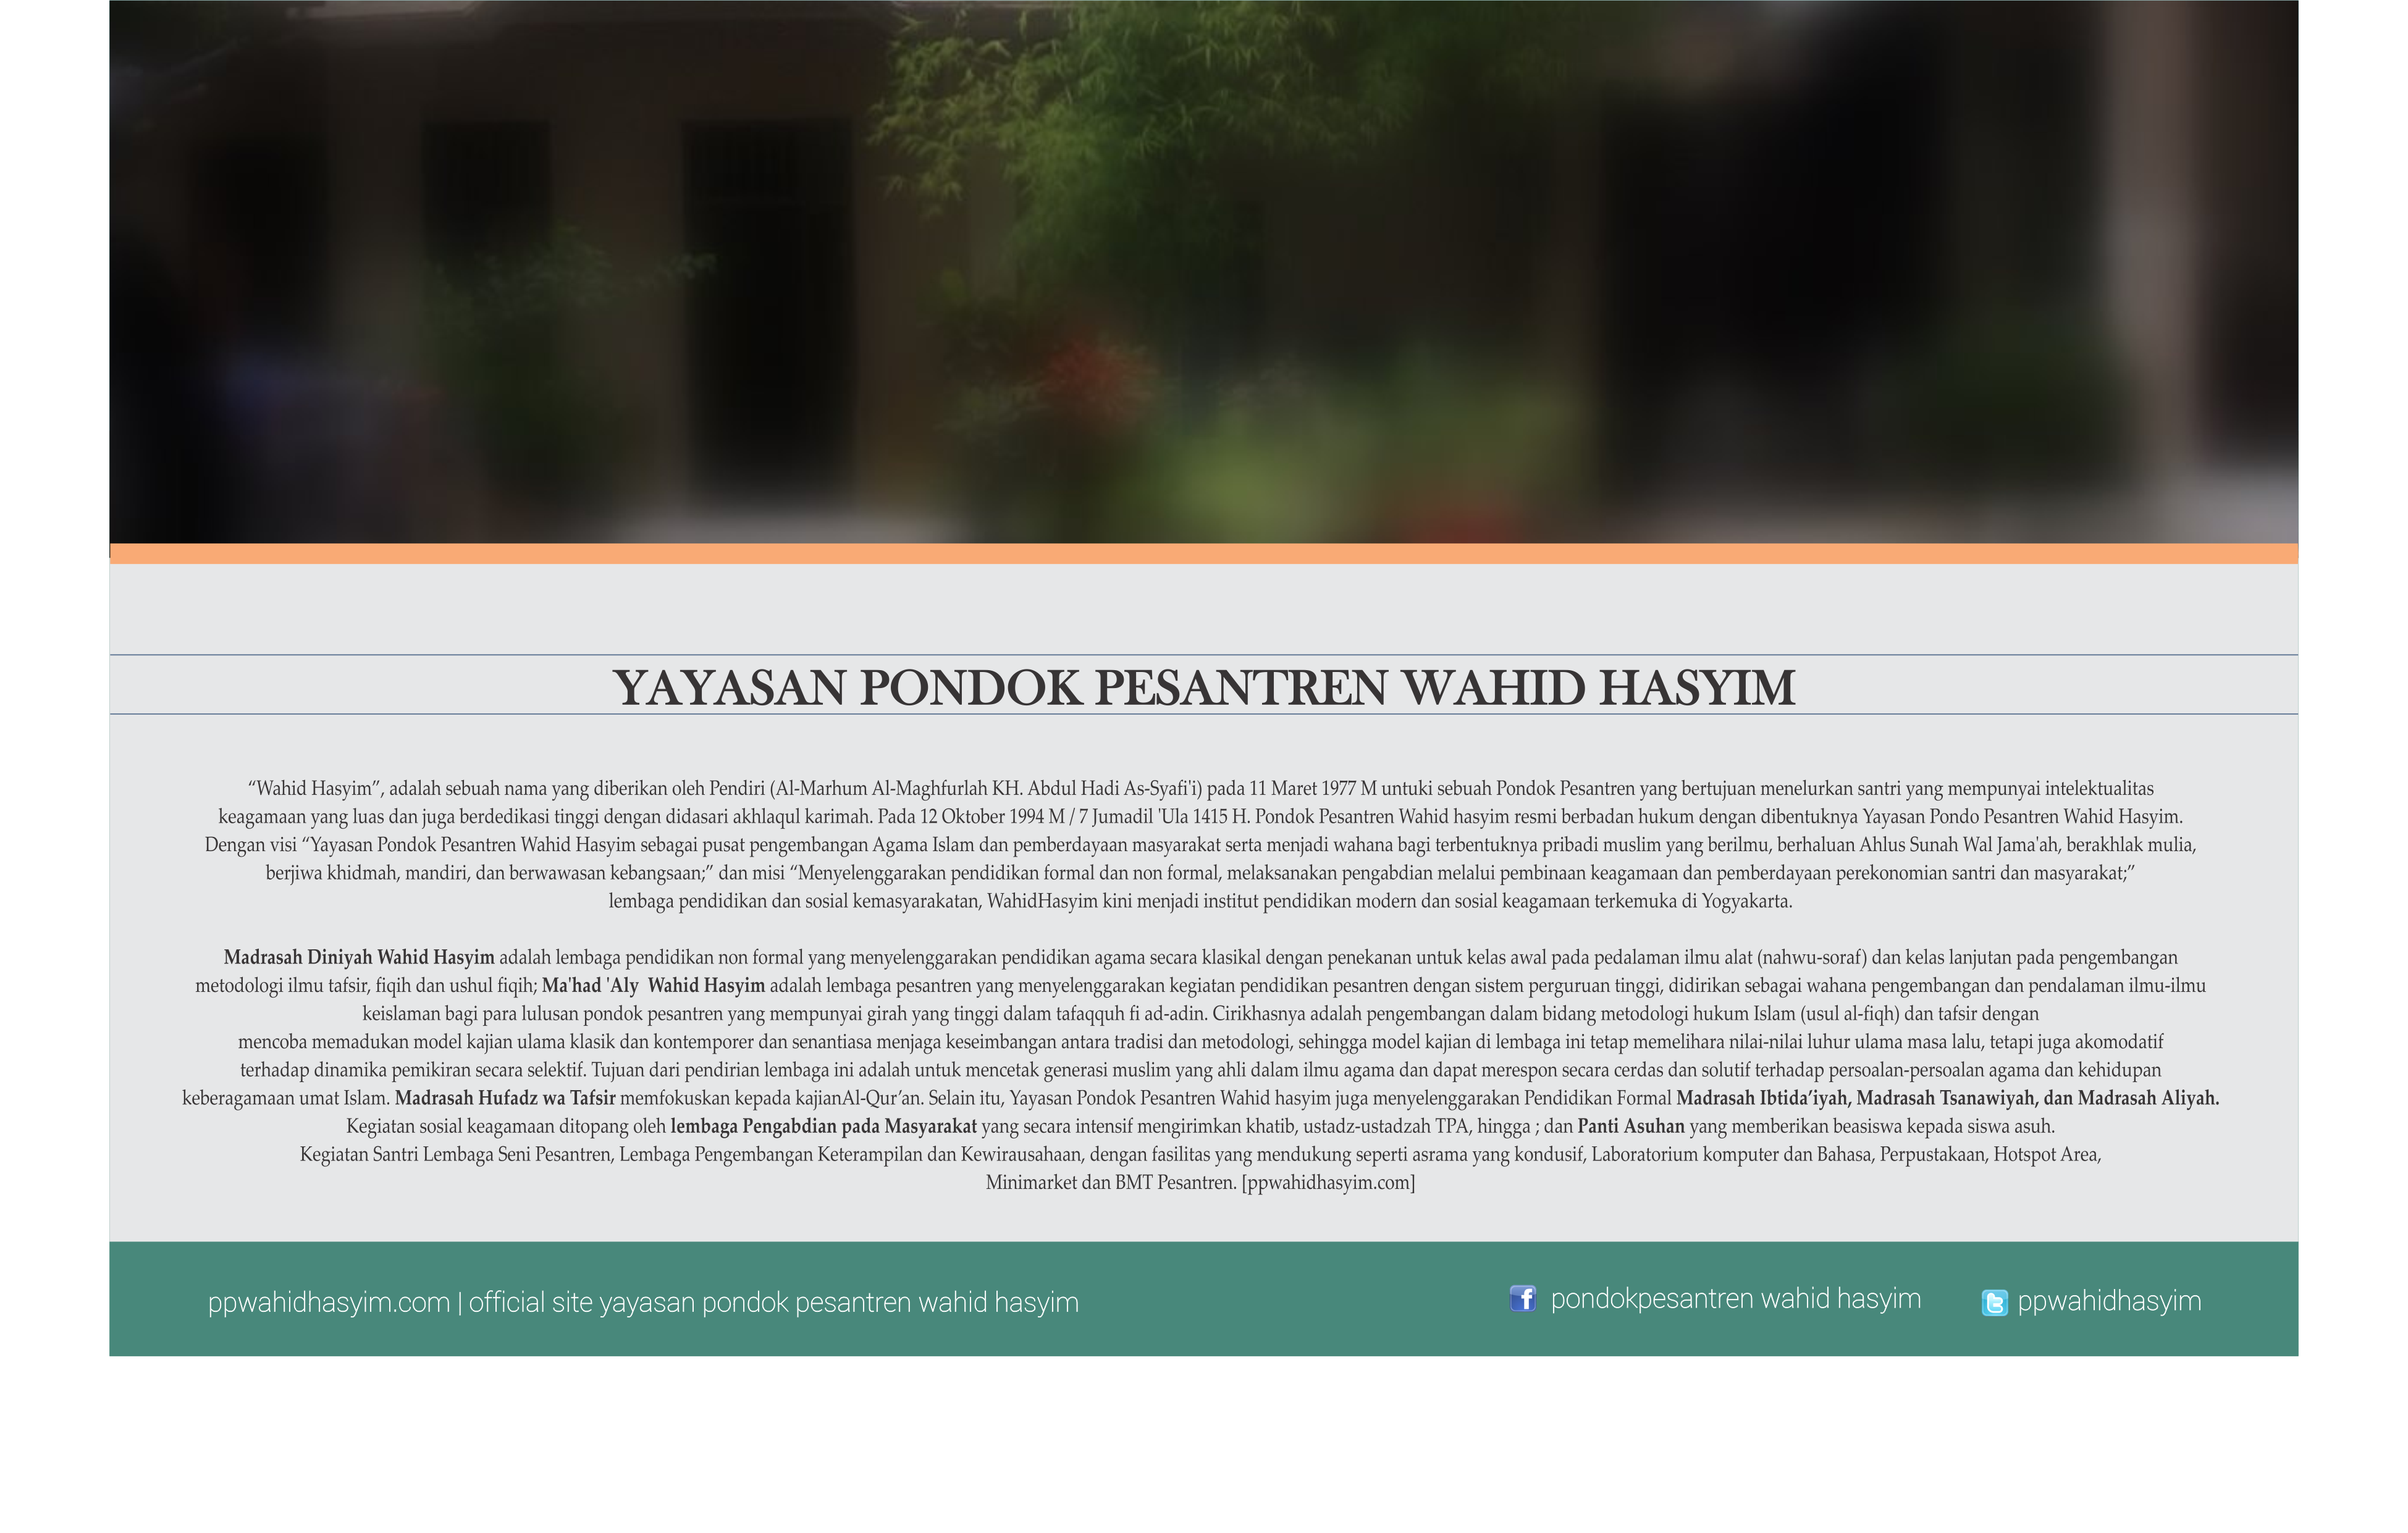 YAYASAN PONDOK PESANTREN WAHID HASYIM
“Wahid Hasyim”, adalah sebuah nama yang diberikan oleh Pendiri (Al-Marhum Al-Maghfurlah KH. Abdul Hadi As-Syafi'i) pada 11 Maret 1977 M untuki sebuah Pondok Pesantren yang bertujuan menelurkan santri yang mempunyai intelektualitas
keagamaan yang luas dan juga berdedikasi tinggi dengan didasari akhlaqul karimah. Pada 12 Oktober 1994 M / 7 Jumadil 'Ula 1415 H. Pondok Pesantren Wahid hasyim resmi berbadan hukum dengan dibentuknya Yayasan Pondo Pesantren Wahid Hasyim.
Dengan visi “Yayasan Pondok Pesantren Wahid Hasyim sebagai pusat pengembangan Agama Islam dan pemberdayaan masyarakat serta menjadi wahana bagi terbentuknya pribadi muslim yang berilmu, berhaluan Ahlus Sunah Wal Jama'ah, berakhlak mulia,
berjiwa khidmah, mandiri, dan berwawasan kebangsaan;” dan misi “Menyelenggarakan pendidikan formal dan non formal, melaksanakan pengabdian melalui pembinaan keagamaan dan pemberdayaan perekonomian santri dan masyarakat;”
lembaga pendidikan dan sosial kemasyarakatan, WahidHasyim kini menjadi institut pendidikan modern dan sosial keagamaan terkemuka di Yogyakarta.
Madrasah Diniyah Wahid Hasyim adalah lembaga pendidikan non formal yang menyelenggarakan pendidikan agama secara klasikal dengan penekanan untuk kelas awal pada pedalaman ilmu alat (nahwu-soraf) dan kelas lanjutan pada pengembangan
metodologi ilmu tafsir, fiqih dan ushul fiqih; Ma'had 'Aly  Wahid Hasyim adalah lembaga pesantren yang menyelenggarakan kegiatan pendidikan pesantren dengan sistem perguruan tinggi, didirikan sebagai wahana pengembangan dan pendalaman ilmu-ilmu
keislaman bagi para lulusan pondok pesantren yang mempunyai girah yang tinggi dalam tafaqquh fi ad-adin. Cirikhasnya adalah pengembangan dalam bidang metodologi hukum Islam (usul al-fiqh) dan tafsir dengan
mencoba memadukan model kajian ulama klasik dan kontemporer dan senantiasa menjaga keseimbangan antara tradisi dan metodologi, sehingga model kajian di lembaga ini tetap memelihara nilai-nilai luhur ulama masa lalu, tetapi juga akomodatif
terhadap dinamika pemikiran secara selektif. Tujuan dari pendirian lembaga ini adalah untuk mencetak generasi muslim yang ahli dalam ilmu agama dan dapat merespon secara cerdas dan solutif terhadap persoalan-persoalan agama dan kehidupan
keberagamaan umat Islam. Madrasah Hufadz wa Tafsir memfokuskan kepada kajianAl-Qur’an. Selain itu, Yayasan Pondok Pesantren Wahid hasyim juga menyelenggarakan Pendidikan Formal Madrasah Ibtida’iyah, Madrasah Tsanawiyah, dan Madrasah Aliyah.
Kegiatan sosial keagamaan ditopang oleh lembaga Pengabdian pada Masyarakat yang secara intensif mengirimkan khatib, ustadz-ustadzah TPA, hingga ; dan Panti Asuhan yang memberikan beasiswa kepada siswa asuh.
Kegiatan Santri Lembaga Seni Pesantren, Lembaga Pengembangan Keterampilan dan Kewirausahaan, dengan fasilitas yang mendukung seperti asrama yang kondusif, Laboratorium komputer dan Bahasa, Perpustakaan, Hotspot Area,
Minimarket dan BMT Pesantren. [ppwahidhasyim.com]
ppwahidhasyim.com | official site yayasan pondok pesantren wahid hasyim
pondokpesantren wahid hasyim
ppwahidhasyim